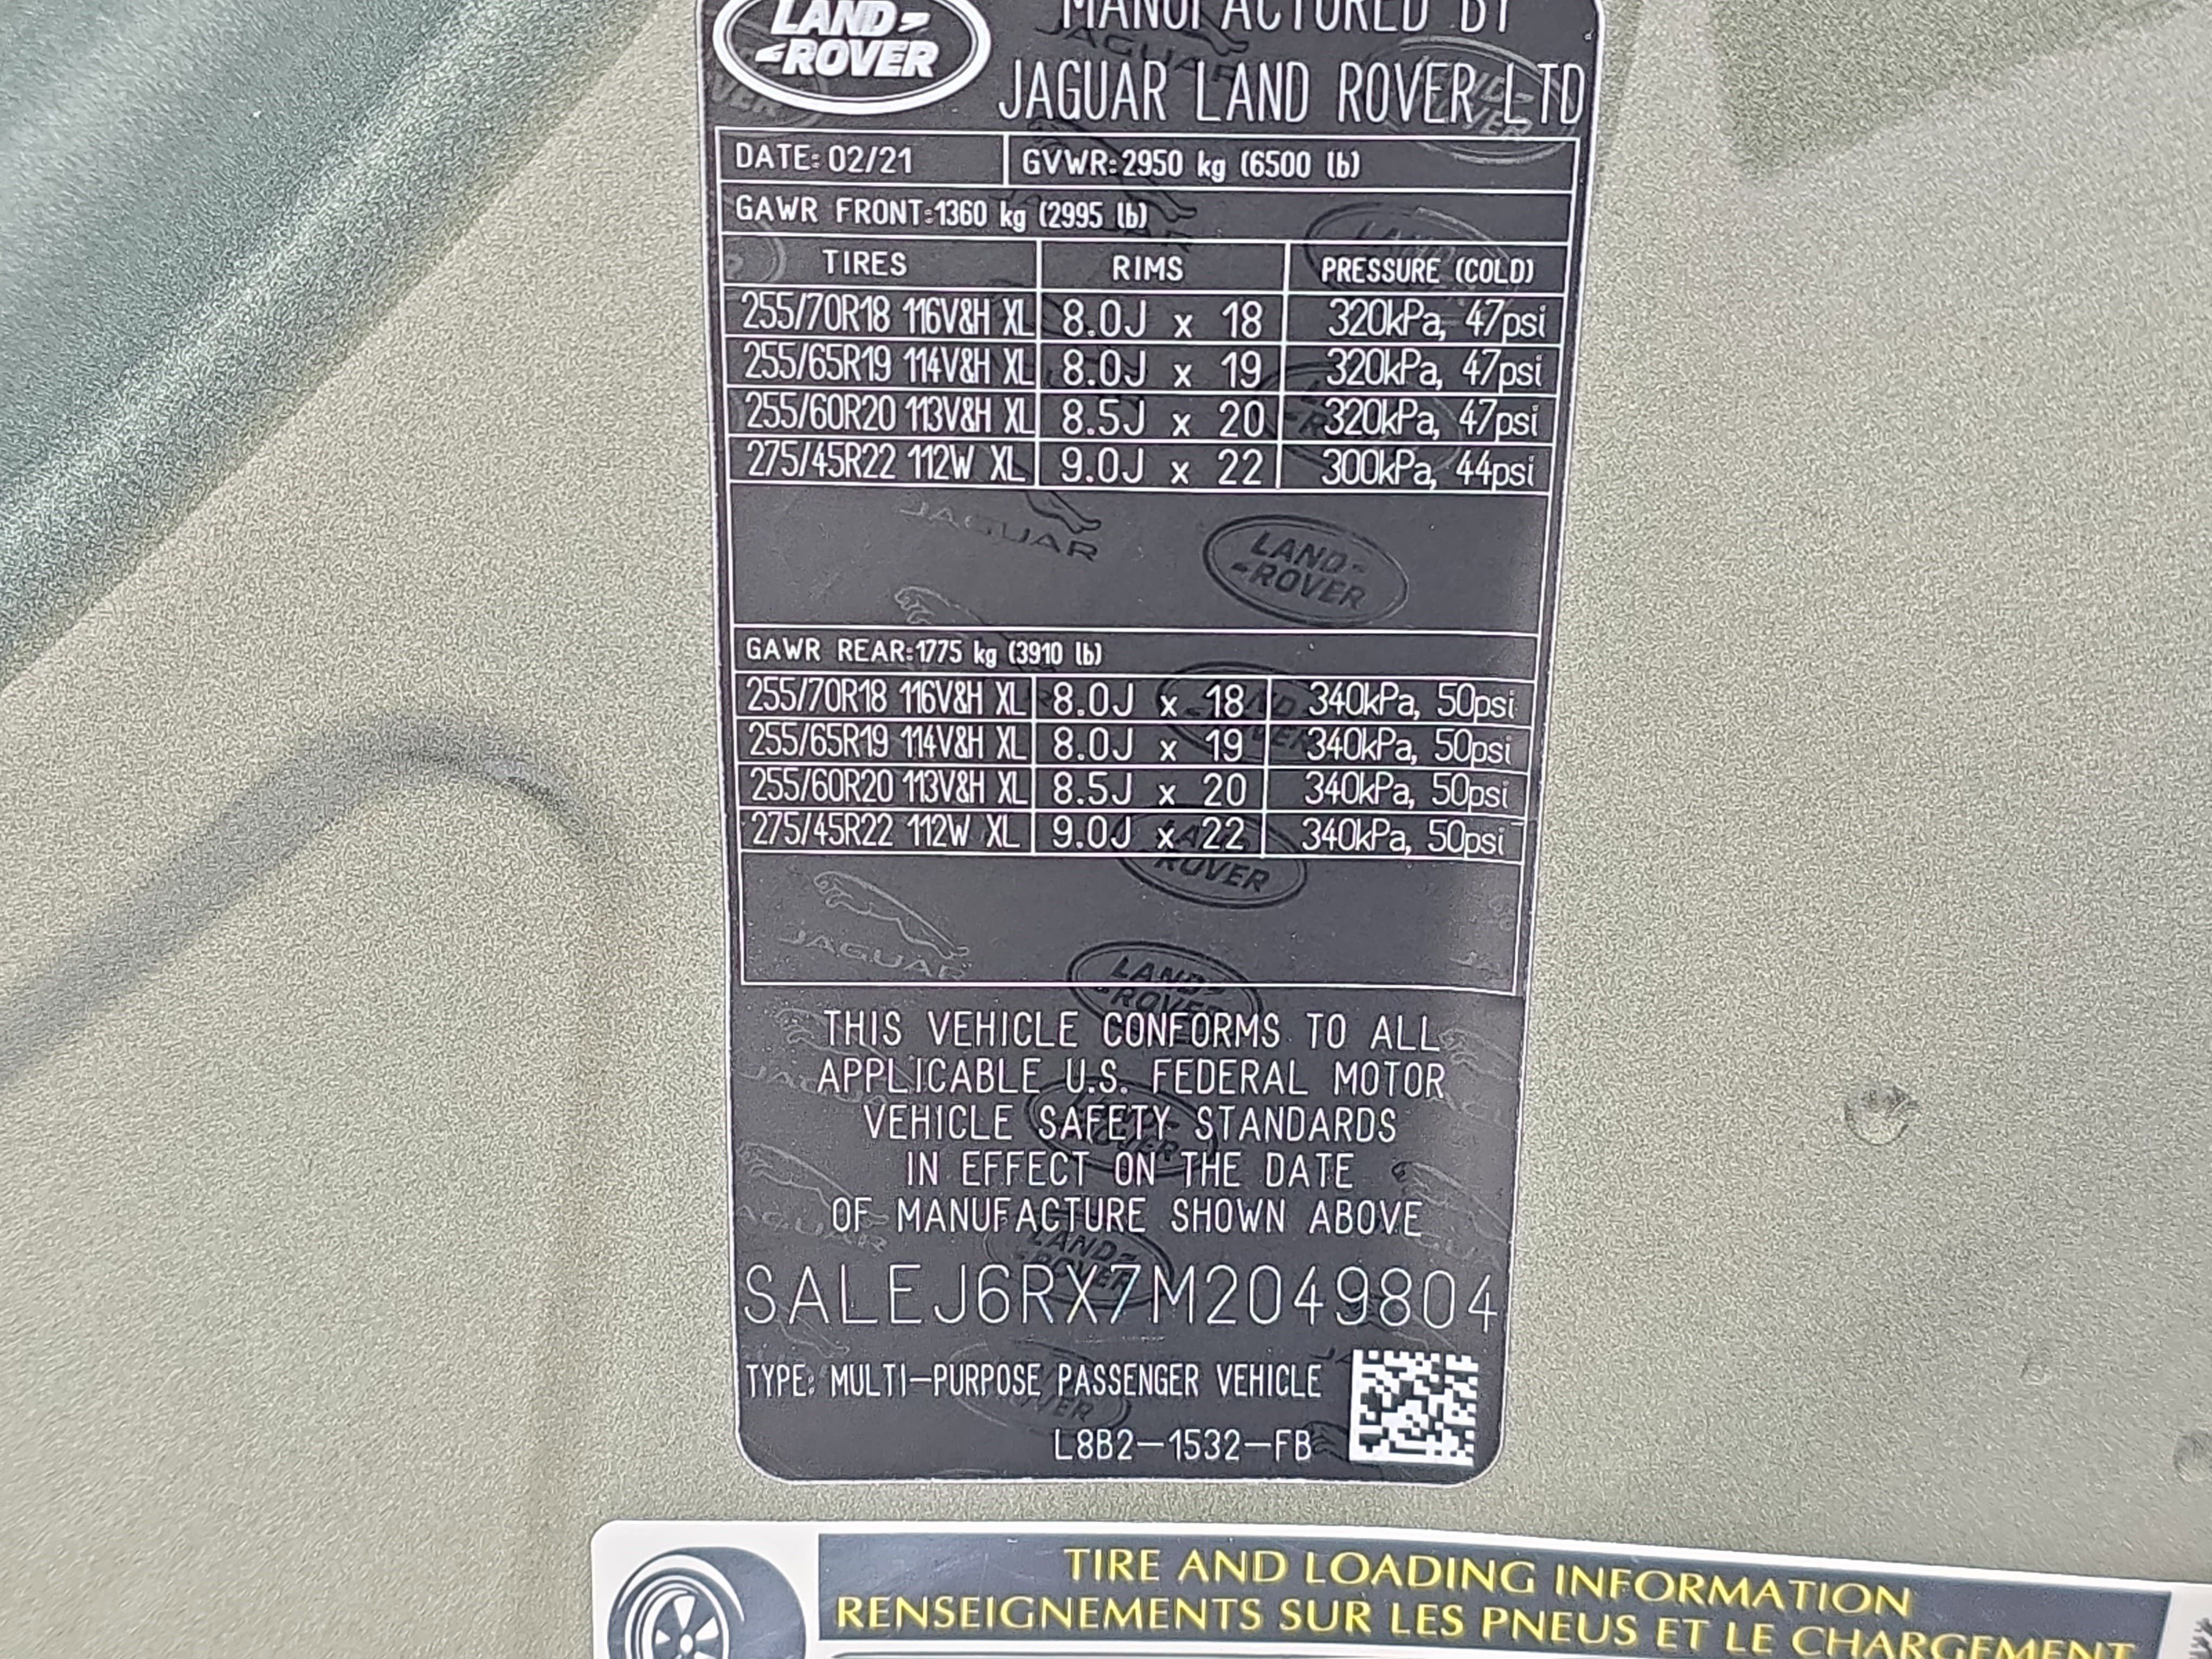 LAND
ROVER
MANUFACTURED BY
JAGUAR LAND ROVER LTD
DATE: 02/21 GVWR: 2950 kg (6500 lb)
GAWR FRONT: 1360 kg (2995 lb)
TIRES RIMS PRESSURE (COLD)
255/70R18 116V&H XL 8.0J x 18 320kPa, 47psi
255/65R19 114V&H XL 8.0J x 19 320kPa, 47psi
255/60R20 113V&H XL 8.5J x 20 320kPa, 47psi
275/45R22 112W XL 9.0J x 22 300kPa, 44psi
JAGUAR
LAND
ROVER
GAWR REAR: 1775 kg (3910 lb)
255/70R18 116V&H XL 8.0J x 18 340kPa, 50psi
255/65R19 114V&H XL 8.0J x 19 340kPa, 50psi
255/60R20 113V&H XL 8.5J x 20 340kPa, 50psi
275/45R22 112W XL 9.0J x 22 340kPa, 50psi
JAGUAR
LAND
ROVER
THIS VEHICLE CONFORMS TO ALL
APPLICABLE U.S. FEDERAL MOTOR
VEHICLE SAFETY STANDARDS
IN EFFECT ON THE DATE
OF MANUFACTURE SHOWN ABOVE
SALEJ6RX7M2049804
TYPE: MULTI-PURPOSE PASSENGER VEHICLE
L8B2-1532-FB
TIRE AND LOADING INFORMATION
RENSEIGNEMENTS SUR LES PNEUS ET LE CHARGEMENT